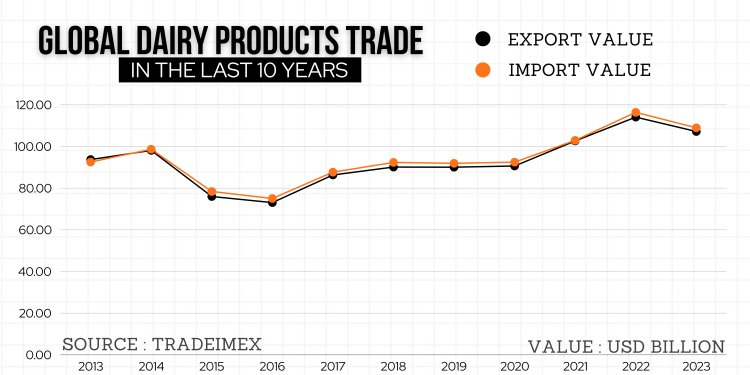 GLOBAL DAIRY PRODUCTS TRADE
IN THE LAST 10 YEARS
EXPORT VALUE
IMPORT VALUE
120.00
100.00
80.00
60.00
40.00
20.00
0.00
SOURCE : TRADEIMEX
VALUE : USD BILLION
2013 2014 2015 2016 2017 2018 2019 2020 2021 2022 2023